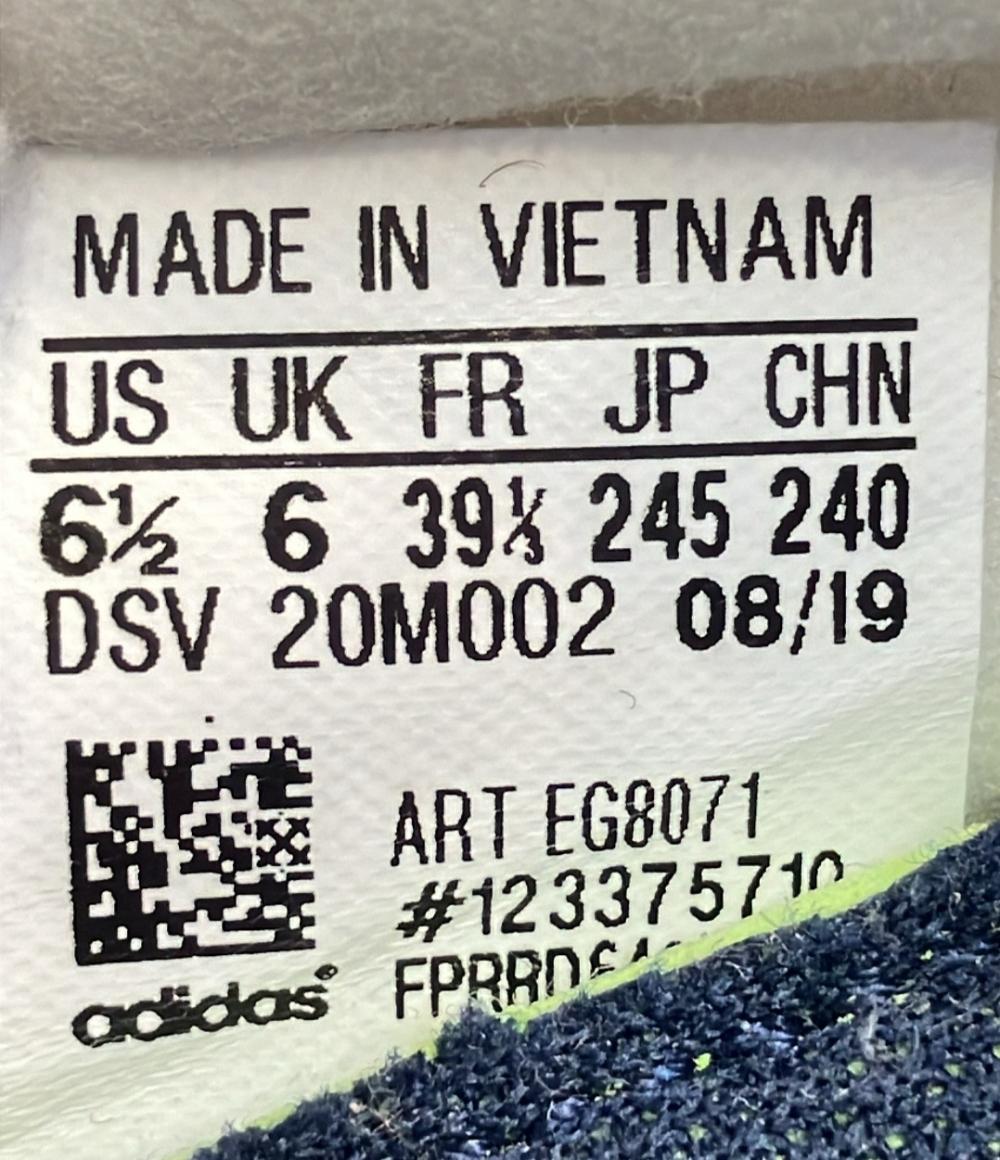 MADE IN VIETNAM
US UK FR JP CHN
6½ 6 39⅓ 245 240
DSV 20M002 08/19
ART EG8071
#123375710
adidas®